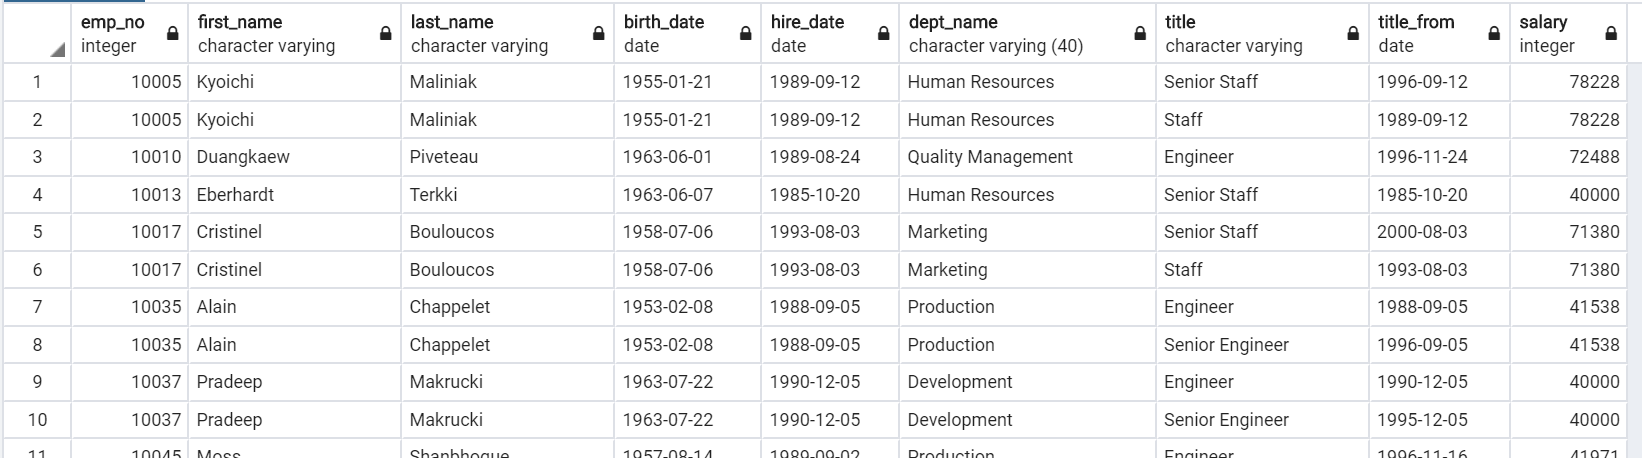 emp_no first_name last_name birth_date hire_date dept_name title title_from salary
integer character varying character varying date date character varying (40) character varying date integer
1 10005 Kyoichi Maliniak 1955-01-21 1989-09-12 Human Resources Senior Staff 1996-09-12 78228
2 10005 Kyoichi Maliniak 1955-01-21 1989-09-12 Human Resources Staff 1989-09-12 78228
3 10010 Duangkaew Piveteau 1963-06-01 1989-08-24 Quality Management Engineer 1996-11-24 72488
4 10013 Eberhardt Terkki 1963-06-07 1985-10-20 Human Resources Senior Staff 1985-10-20 40000
5 10017 Cristinel Bouloucos 1958-07-06 1993-08-03 Marketing Senior Staff 2000-08-03 71380
6 10017 Cristinel Bouloucos 1958-07-06 1993-08-03 Marketing Staff 1993-08-03 71380
7 10035 Alain Chappelet 1953-02-08 1988-09-05 Production Engineer 1988-09-05 41538
8 10035 Alain Chappelet 1953-02-08 1988-09-05 Production Senior Engineer 1996-09-05 41538
9 10037 Pradeep Makrucki 1963-07-22 1990-12-05 Development Engineer 1990-12-05 40000
10 10037 Pradeep Makrucki 1963-07-22 1990-12-05 Development Senior Engineer 1995-12-05 40000
11 10045 Moss Shanbhogue 1957-08-14 1989-09-02 Production Engineer 1996-11-16 41971